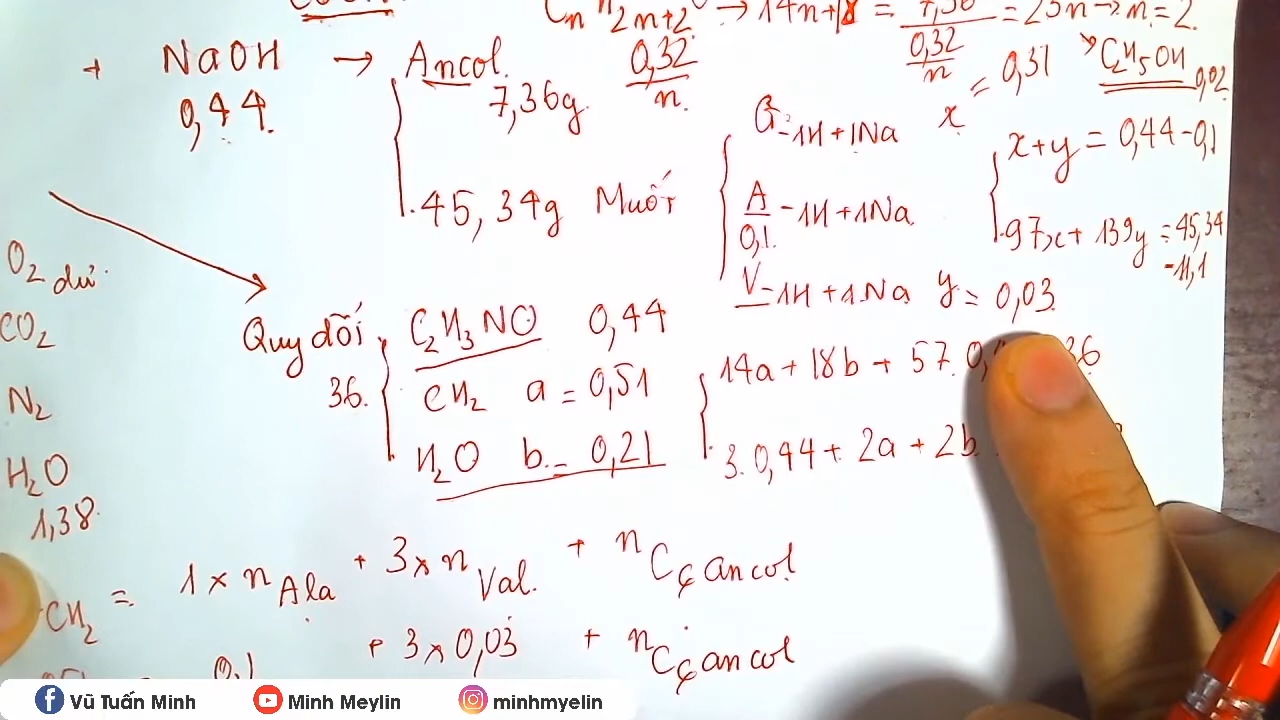 CnH2n+2O → 14n+18 = 7,36 / (0,32/n) = 23n → n = 2
+ NaOH → Ancol. 0,32/n
0,44
7,36g.
C2H5OH 0,02
45,34g Muối
G -1H + 1Na x = 0,31
A/0,1 -1H + 1Na
V -1H + 1Na y = 0,03
x + y = 0,44 - 0,1
97x + 139y = 45,34 - 11,1
O2 dư
CO2
N2
H2O
1,38
Quy đổi
36.
C2H3NO 0,44
CH2 a = 0,51
H2O b = 0,21
14a + 18b + 57.
3.0,44 + 2a + 2b
CH2 = 1 × nAla + 3 × nVal + nC ancol
0,1 + 3 × 0,03 + nC ancol
Vũ Tuấn Minh Minh Meylin minhmyelin